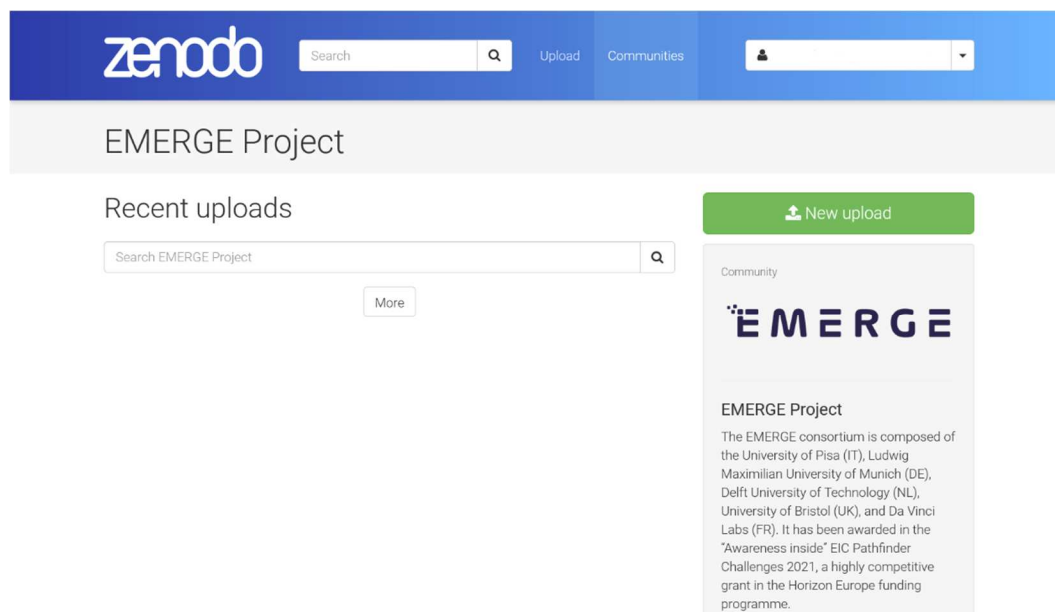 zenodo
Search
Upload
Communities
EMERGE Project
Recent uploads
New upload
Search EMERGE Project
More
Community
EMERGE
EMERGE Project
The EMERGE consortium is composed of
the University of Pisa (IT), Ludwig
Maximilian University of Munich (DE),
Delft University of Technology (NL),
University of Bristol (UK), and Da Vinci
Labs (FR). It has been awarded in the
“Awareness inside” EIC Pathfinder
Challenges 2021, a highly competitive
grant in the Horizon Europe funding
programme.